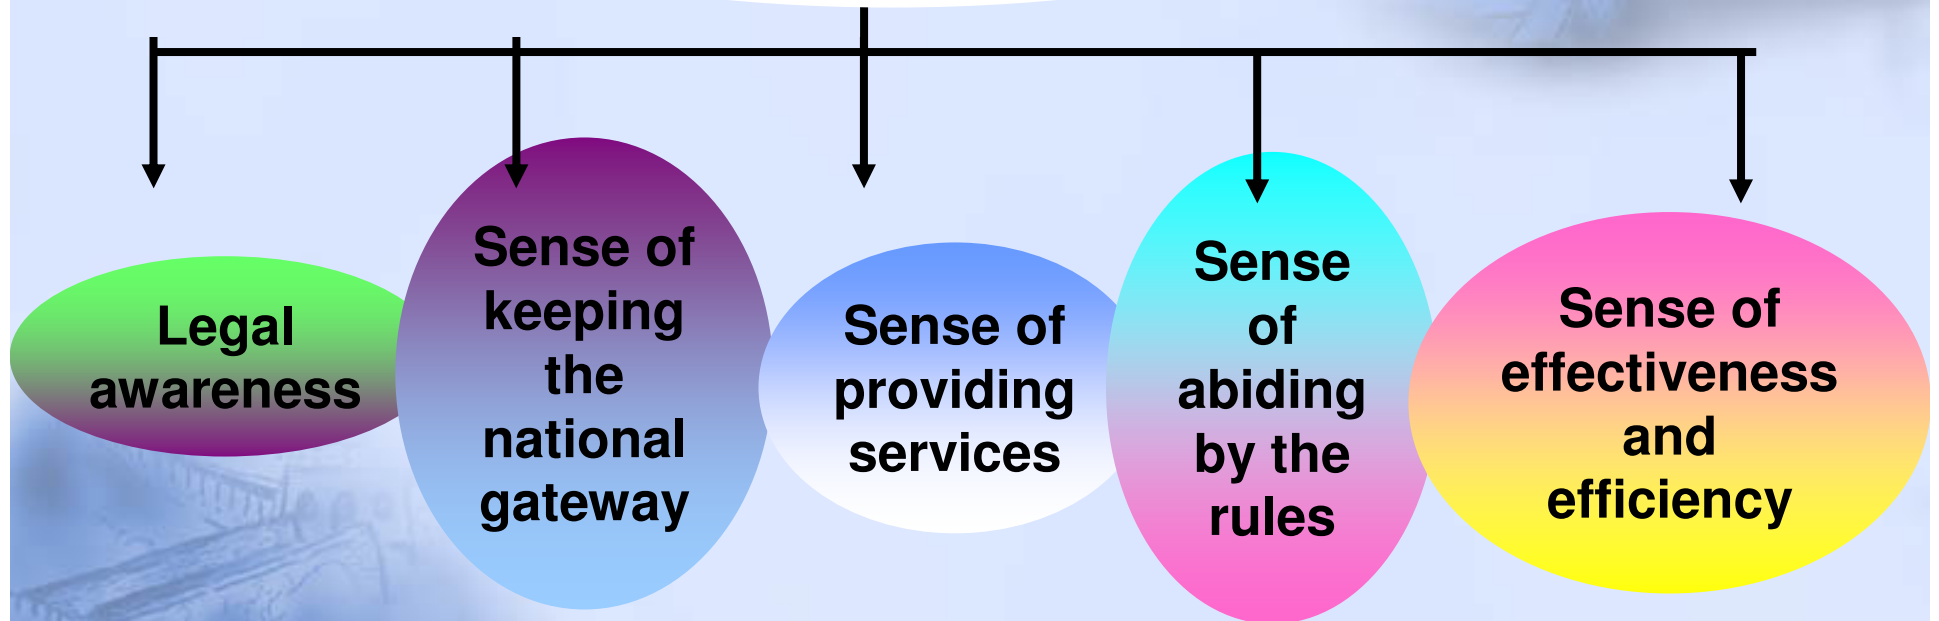 Legal
awareness
Sense of
keeping
the
national
gateway
Sense of
providing
services
Sense
of
abiding
by the
rules
Sense of
effectiveness
and
efficiency